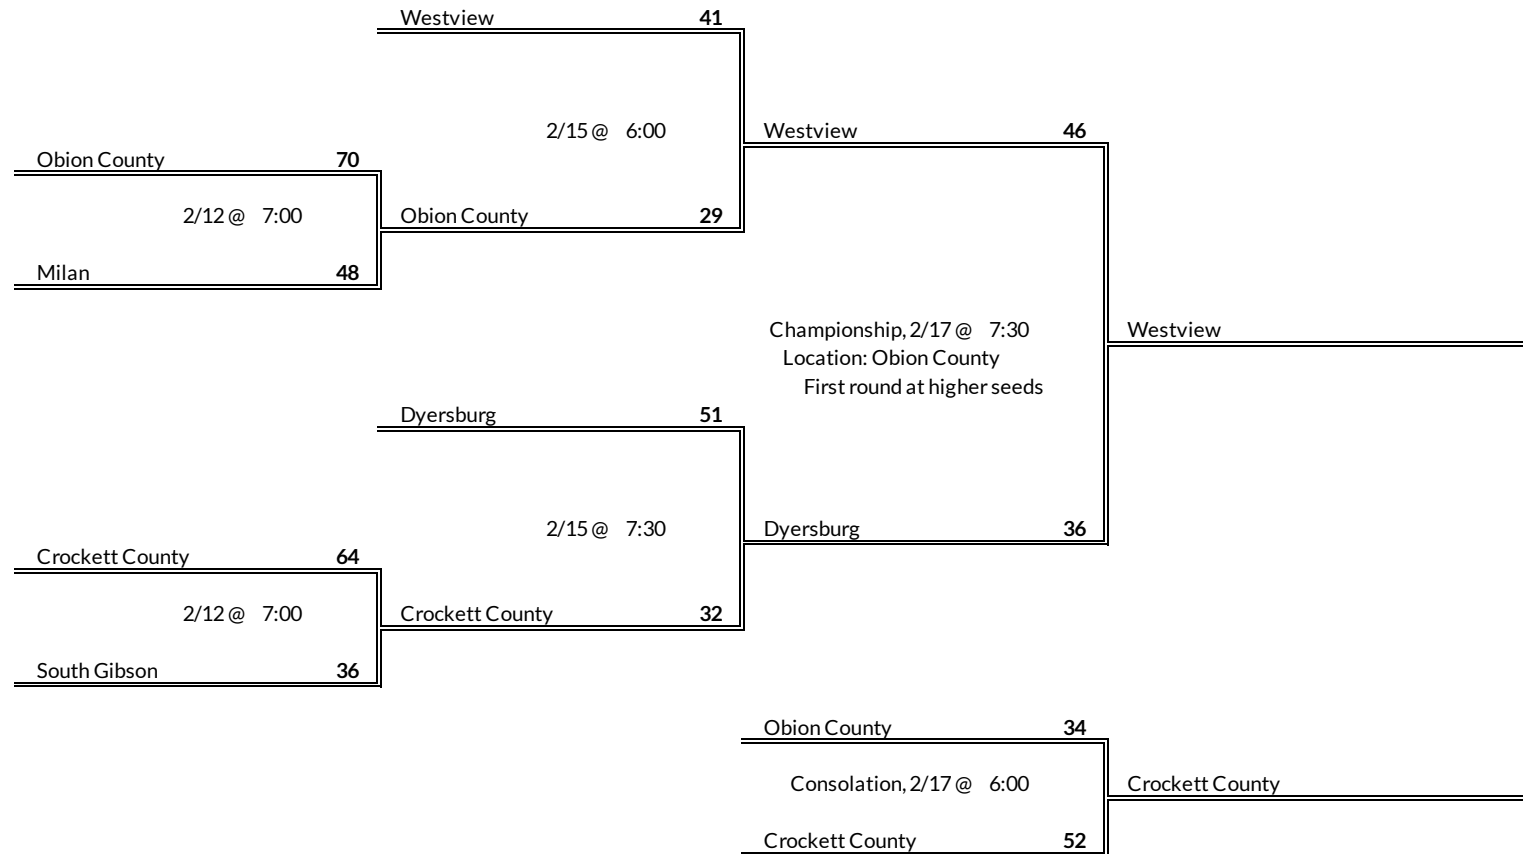 Westview 41
2/15 @ 6:00
Westview 46
Obion County 70
2/12 @ 7:00
Obion County 29
Milan 48
Championship, 2/17 @ 7:30
Westview
Location: Obion County
First round at higher seeds
Dyersburg 51
2/15 @ 7:30
Dyersburg 36
Crockett County 64
2/12 @ 7:00
Crockett County 32
South Gibson 36
Obion County 34
Consolation, 2/17 @ 6:00
Crockett County
Crockett County 52